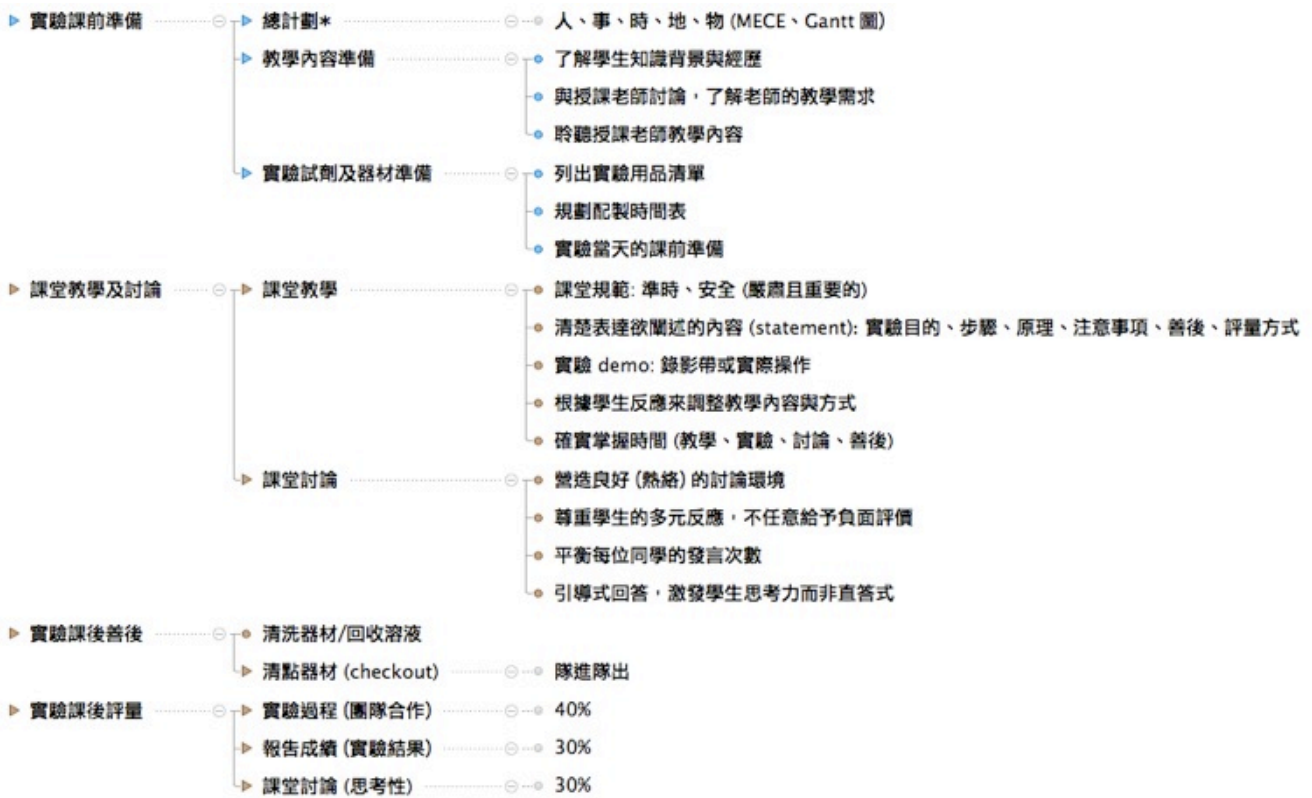 實驗課前準備 總計劃* 人、事、時、地、物 (MECE、Gantt 圖)
教學內容準備 了解學生知識背景與經歷
與授課老師討論，了解老師的教學需求
聆聽授課老師教學內容
實驗試劑及器材準備 列出實驗用品清單
規劃配製時間表
實驗當天的課前準備
課堂教學及討論 課堂教學 課堂規範: 準時、安全 (嚴肅且重要的)
清楚表達欲闡述的內容 (statement): 實驗目的、步驟、原理、注意事項、善後、評量方式
實驗 demo: 錄影帶或實際操作
根據學生反應來調整教學內容與方式
確實掌握時間 (教學、實驗、討論、善後)
課堂討論 營造良好 (熱絡) 的討論環境
尊重學生的多元反應，不任意給予負面評價
平衡每位同學的發言次數
引導式回答，激發學生思考力而非直答式
實驗課後善後 清洗器材/回收溶液
清點器材 (checkout) 隊進隊出
實驗課後評量 實驗過程 (團隊合作) 40%
報告成績 (實驗結果) 30%
課堂討論 (思考性) 30%